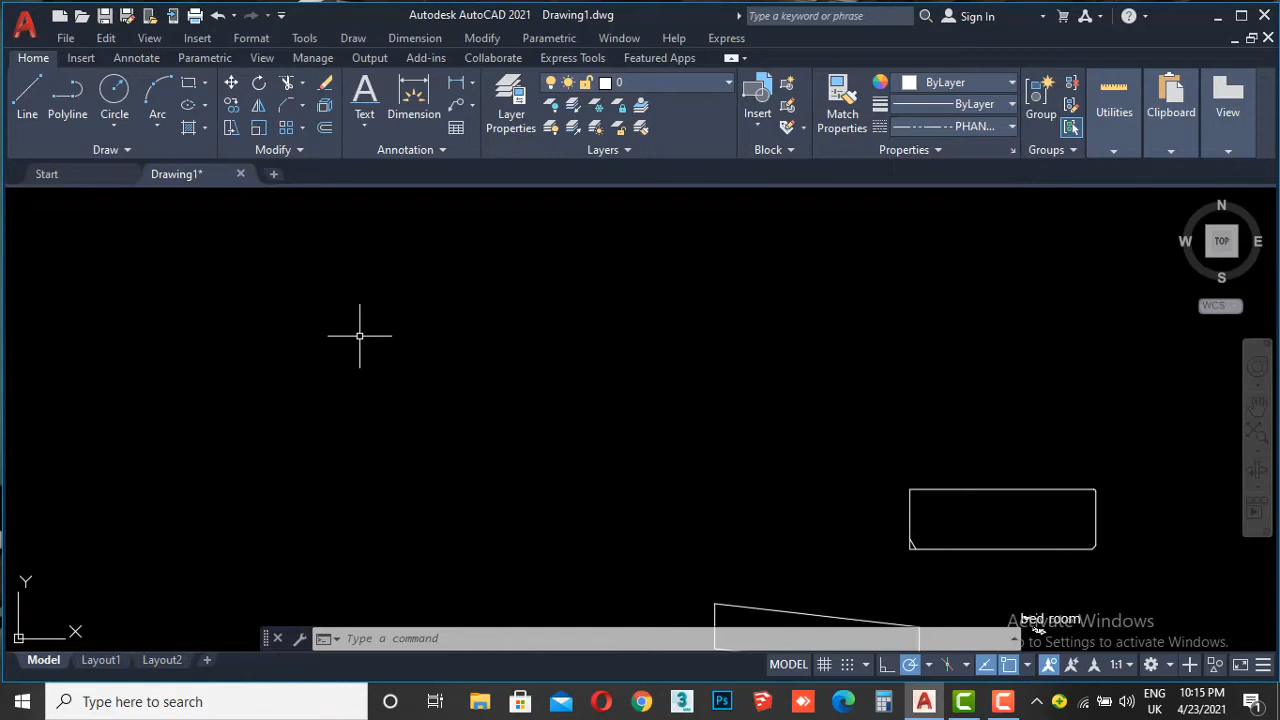 Autodesk AutoCAD 2021 Drawing1.dwg
Type a keyword or phrase
Sign In
File Edit View Insert Format Tools Draw Dimension Modify Parametric Window Help Express
Home Insert Annotate Parametric View Manage Output Add-ins Collaborate Express Tools Featured Apps
0
ByLayer
ByLayer
PHAN...
Line Polyline Circle Arc
Text Dimension
Layer Properties
Insert
Match Properties
Group
Utilities Clipboard View
Draw Modify Annotation Layers Block Properties Groups
Start Drawing1*
N
W TOP E
S
WCS
Y
X
bed room
Activate Windows
o to Settings to activate Windows.
Type a command
Model Layout1 Layout2 +
MODEL 1:1
Type here to search
3
Ps
A
C
C
ENG
UK
10:15 PM
4/23/2021
1